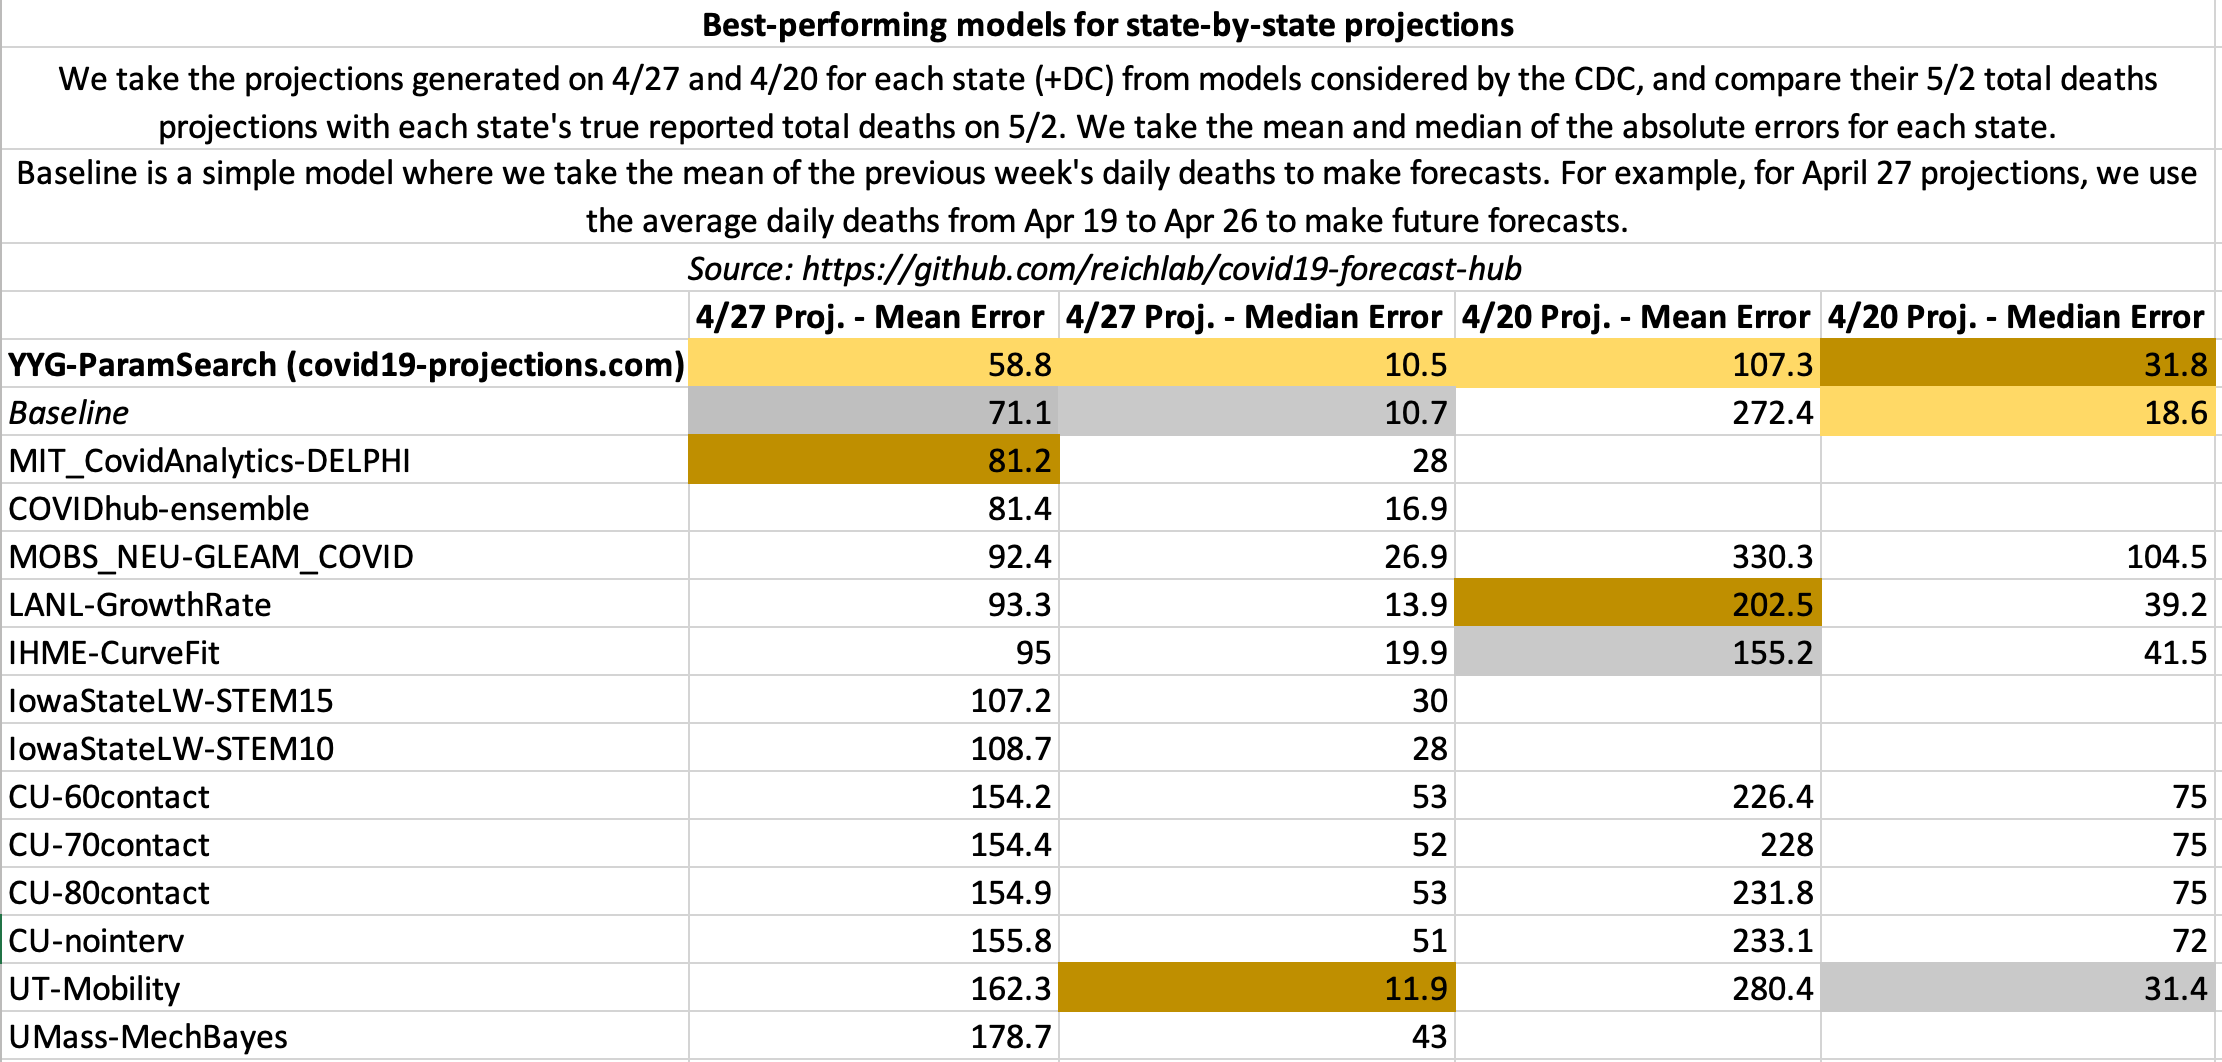 Best-performing models for state-by-state projections
We take the projections generated on 4/27 and 4/20 for each state (+DC) from models considered by the CDC, and compare their 5/2 total deaths
projections with each state's true reported total deaths on 5/2. We take the mean and median of the absolute errors for each state.
Baseline is a simple model where we take the mean of the previous week's daily deaths to make forecasts. For example, for April 27 projections, we use
the average daily deaths from Apr 19 to Apr 26 to make future forecasts.
Source: https://github.com/reichlab/covid19-forecast-hub
4/27 Proj. - Mean Error 4/27 Proj. - Median Error 4/20 Proj. - Mean Error 4/20 Proj. - Median Error
YYG-ParamSearch (covid19-projections.com) 58.8 10.5 107.3 31.8
Baseline 71.1 10.7 272.4 18.6
MIT_CovidAnalytics-DELPHI 81.2 28
COVIDhub-ensemble 81.4 16.9
MOBS_NEU-GLEAM_COVID 92.4 26.9 330.3 104.5
LANL-GrowthRate 93.3 13.9 202.5 39.2
IHME-CurveFit 95 19.9 155.2 41.5
IowaStateLW-STEM15 107.2 30
IowaStateLW-STEM10 108.7 28
CU-60contact 154.2 53 226.4 75
CU-70contact 154.4 52 228 75
CU-80contact 154.9 53 231.8 75
CU-nointerv 155.8 51 233.1 72
UT-Mobility 162.3 11.9 280.4 31.4
UMass-MechBayes 178.7 43